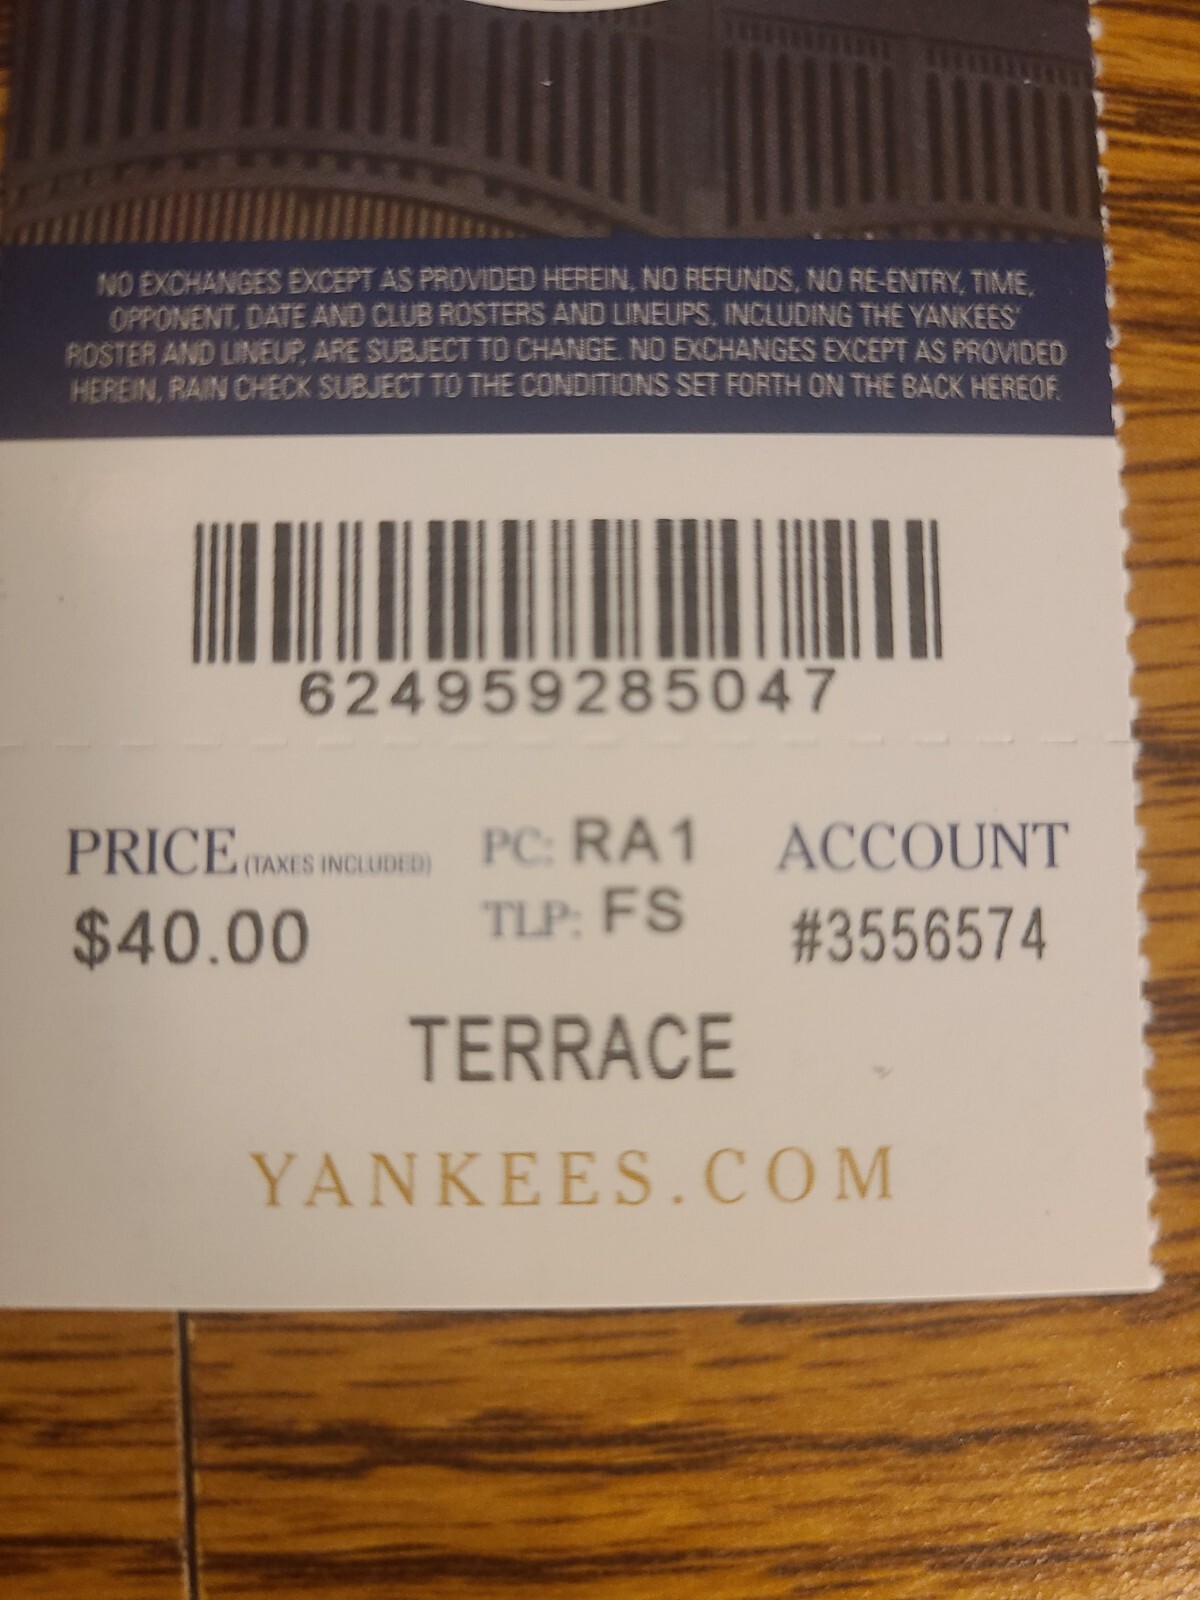 NO EXCHANGES EXCEPT AS PROVIDED HEREIN, NO REFUNDS, NO RE-ENTRY, TIME,
OPPONENT, DATE AND CLUB ROSTERS AND LINEUPS, INCLUDING THE YANKEES'
ROSTER AND LINEUP, ARE SUBJECT TO CHANGE. NO EXCHANGES EXCEPT AS PROVIDED
HEREIN, RAIN CHECK SUBJECT TO THE CONDITIONS SET FORTH ON THE BACK HEREOF.
624959285047
PRICE (TAXES INCLUDED) PC: RA1 ACCOUNT
$40.00 TLP: FS #3556574
TERRACE
YANKEES.COM